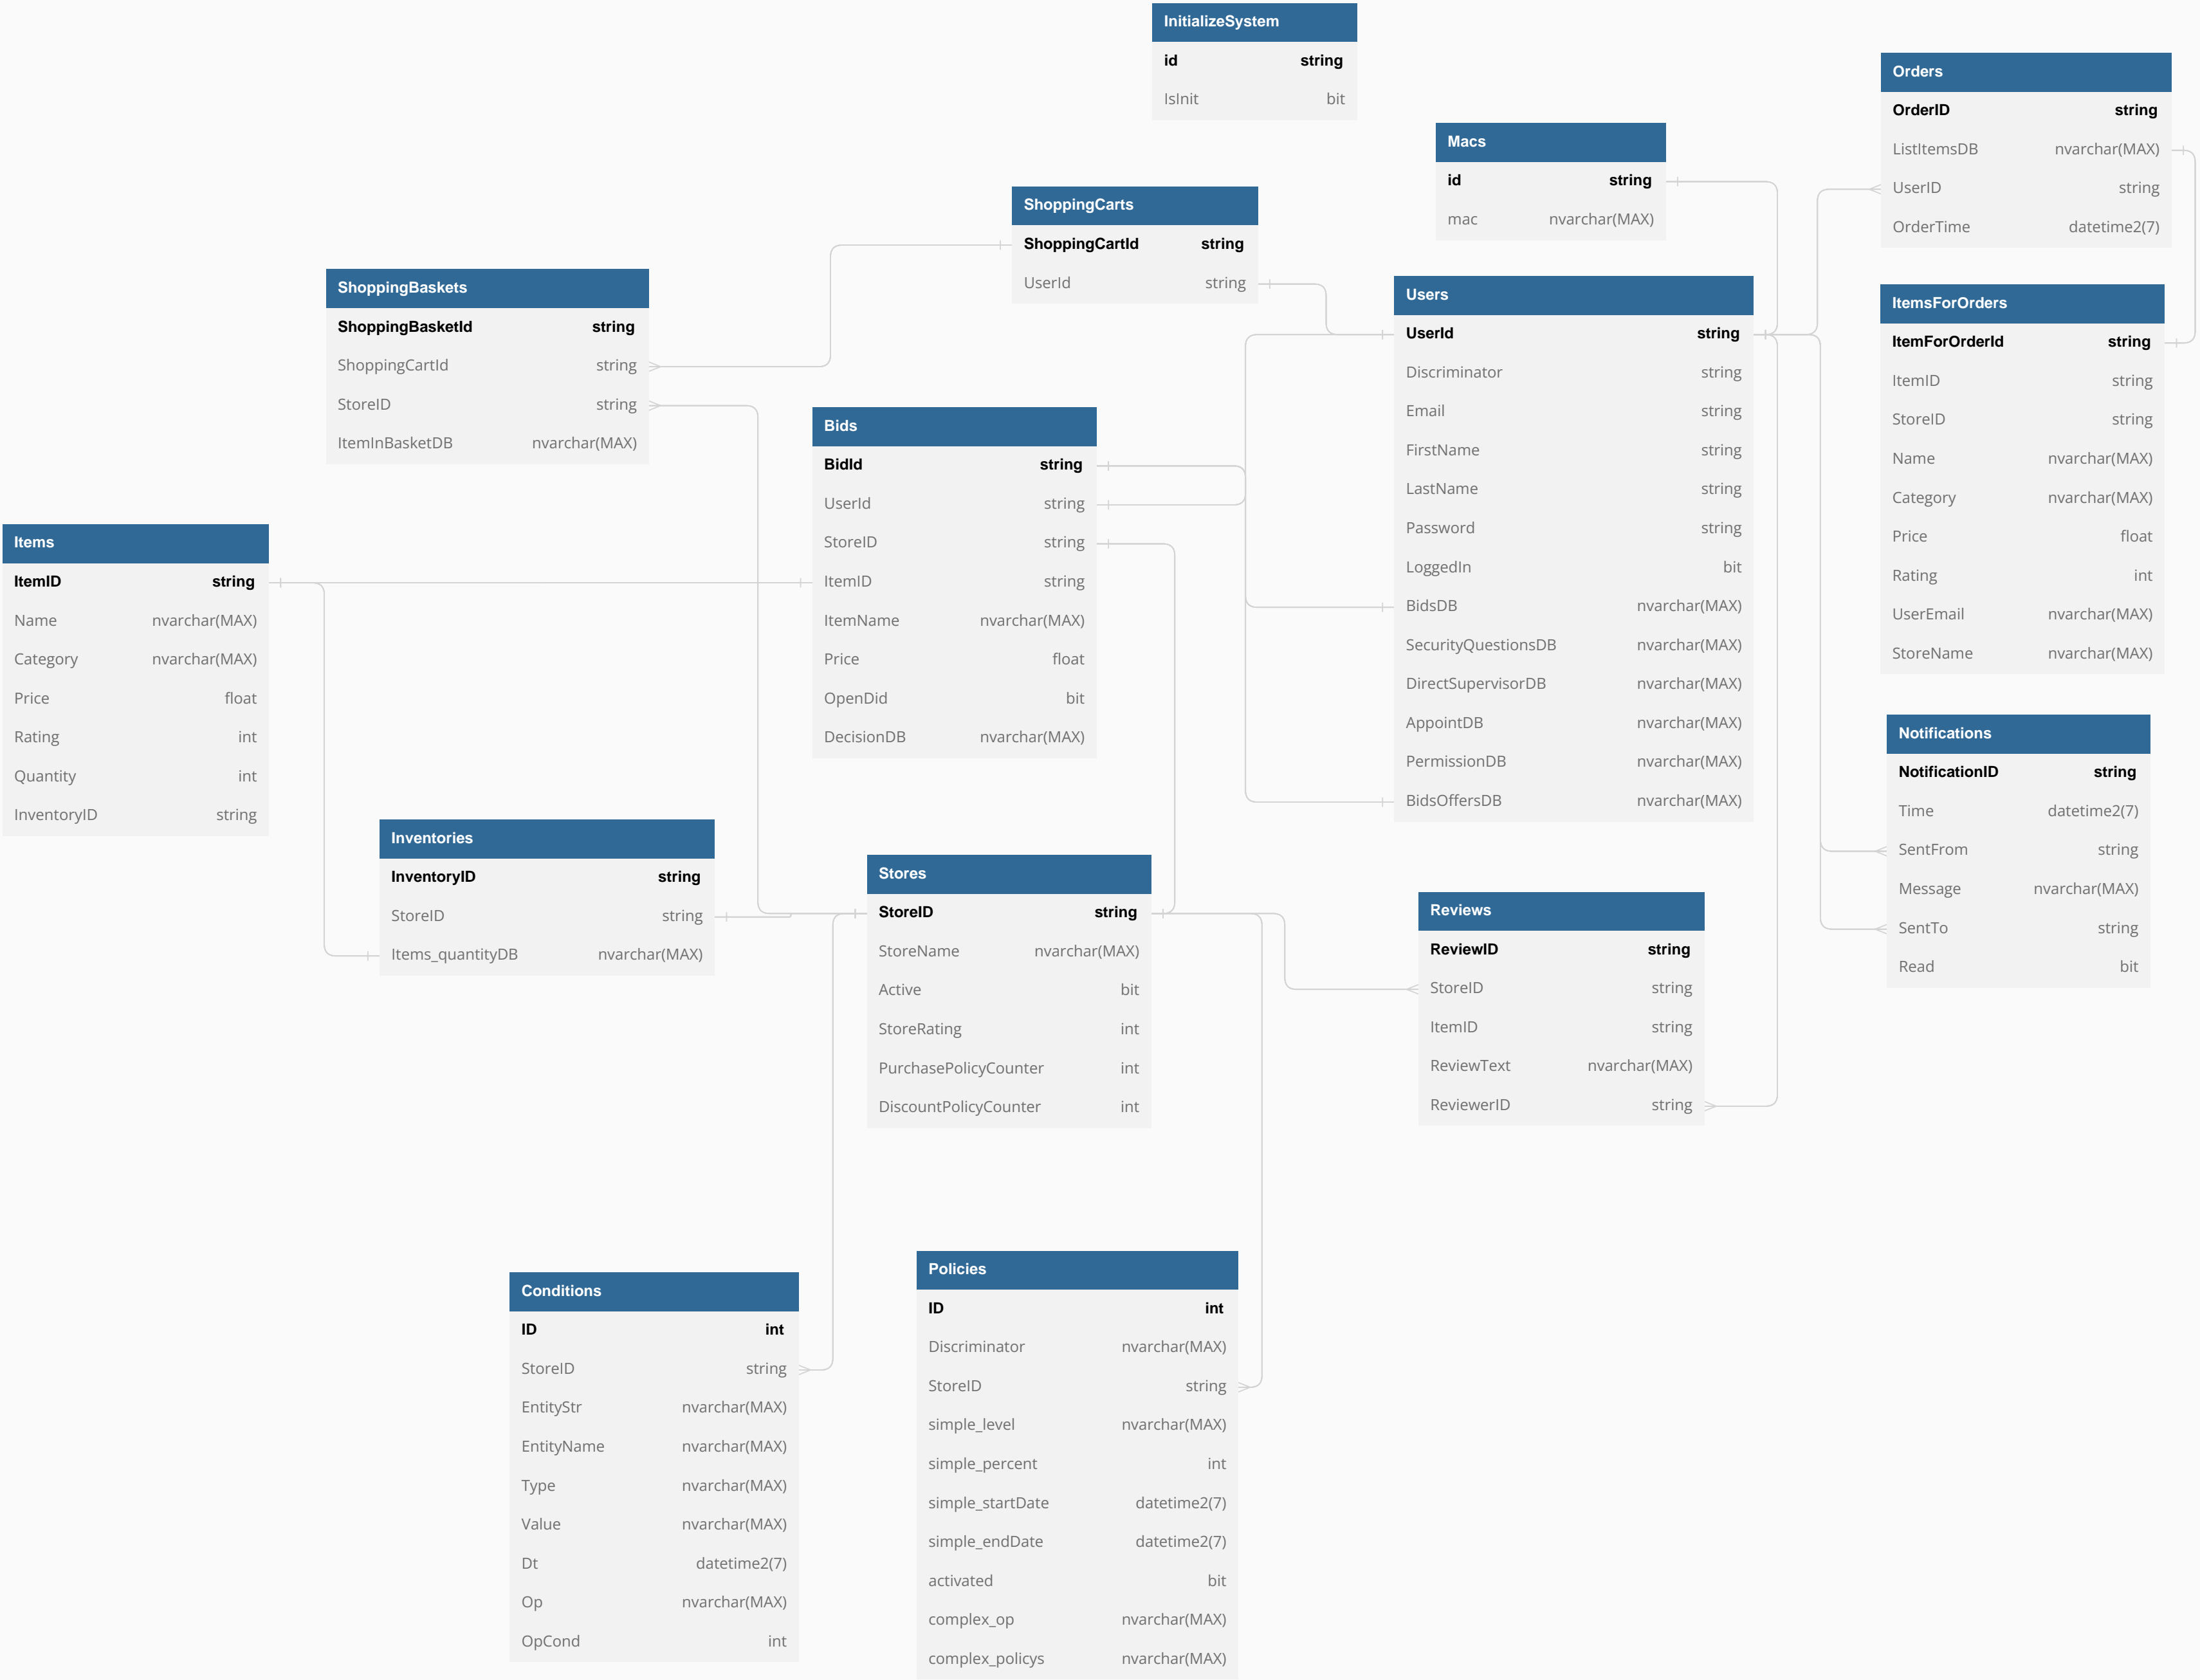 InitializeSystem
id string
IsInit bit
Orders
OrderID string
ListItemsDB nvarchar(MAX)
UserID string
OrderTime datetime2(7)
Macs
id string
mac nvarchar(MAX)
ShoppingCarts
ShoppingCartId string
UserId string
ShoppingBaskets
ShoppingBasketId string
ShoppingCartId string
StoreID string
ItemInBasketDB nvarchar(MAX)
Users
UserId string
Discriminator string
Email string
FirstName string
LastName string
Password string
LoggedIn bit
BidsDB nvarchar(MAX)
SecurityQuestionsDB nvarchar(MAX)
DirectSupervisorDB nvarchar(MAX)
AppointDB nvarchar(MAX)
PermissionDB nvarchar(MAX)
BidsOffersDB nvarchar(MAX)
ItemsForOrders
ItemForOrderId string
ItemID string
StoreID string
Name nvarchar(MAX)
Category nvarchar(MAX)
Price float
Rating int
UserEmail nvarchar(MAX)
StoreName nvarchar(MAX)
Bids
BidId string
UserId string
StoreID string
ItemID string
ItemName nvarchar(MAX)
Price float
OpenDid bit
DecisionDB nvarchar(MAX)
Items
ItemID string
Name nvarchar(MAX)
Category nvarchar(MAX)
Price float
Rating int
Quantity int
InventoryID string
Notifications
NotificationID string
Time datetime2(7)
SentFrom string
Message nvarchar(MAX)
SentTo string
Read bit
Inventories
InventoryID string
StoreID string
Items_quantityDB nvarchar(MAX)
Stores
StoreID string
StoreName nvarchar(MAX)
Active bit
StoreRating int
PurchasePolicyCounter int
DiscountPolicyCounter int
Reviews
ReviewID string
StoreID string
ItemID string
ReviewText nvarchar(MAX)
ReviewerID string
Conditions
ID int
StoreID string
EntityStr nvarchar(MAX)
EntityName nvarchar(MAX)
Type nvarchar(MAX)
Value nvarchar(MAX)
Dt datetime2(7)
Op nvarchar(MAX)
OpCond int
Policies
ID int
Discriminator nvarchar(MAX)
StoreID string
simple_level nvarchar(MAX)
simple_percent int
simple_startDate datetime2(7)
simple_endDate datetime2(7)
activated bit
complex_op nvarchar(MAX)
complex_policys nvarchar(MAX)